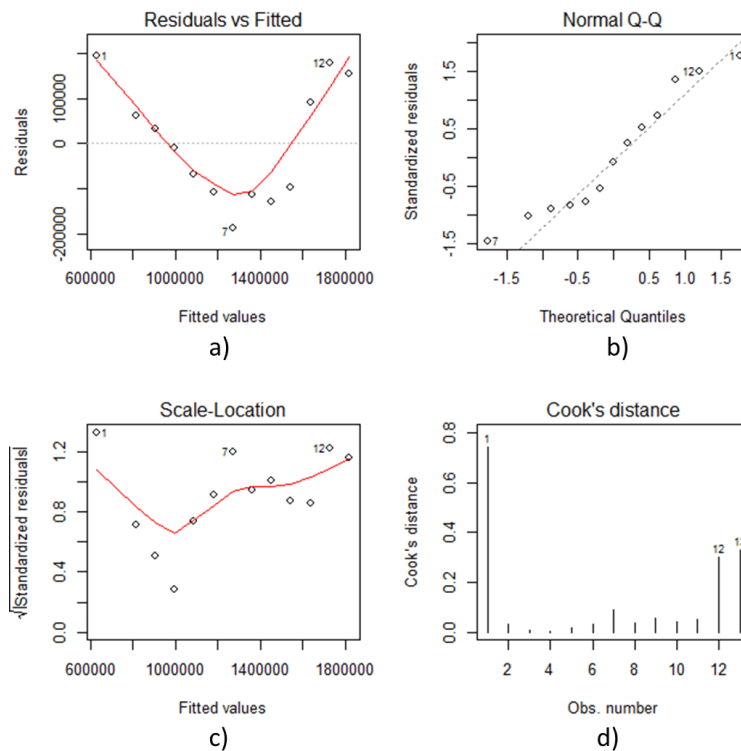 Residuals vs Fitted
Residuals
100000
0
-200000
1
12
7
600000 1000000 1400000 1800000
Fitted values
a)
Normal Q-Q
Standardized residuals
1.5
0.5
-0.5
-1.5
1
12
7
-1.5 -0.5 0.5 1.0 1.5
Theoretical Quantiles
b)
Scale-Location
√|Standardized residuals|
1.2
0.8
0.4
0.0
1
7
12
600000 1000000 1400000 1800000
Fitted values
c)
Cook's distance
Cook's distance
0.8
0.6
0.4
0.2
0.0
1
12
2 4 6 8 10 12
Obs. number
d)